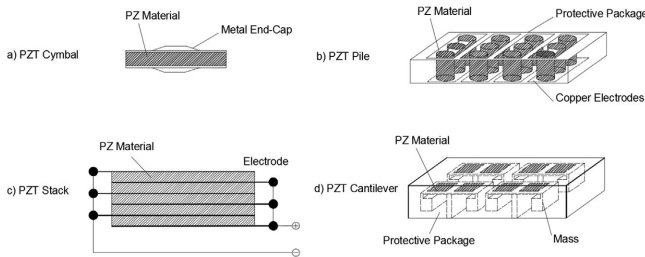 PZ Material
Metal End-Cap
a) PZT Cymbal
PZ Material
Protective Package
b) PZT Pile
Copper Electrodes
PZ Material
Electrode
c) PZT Stack
+
−
PZ Material
d) PZT Cantilever
Protective Package
Mass